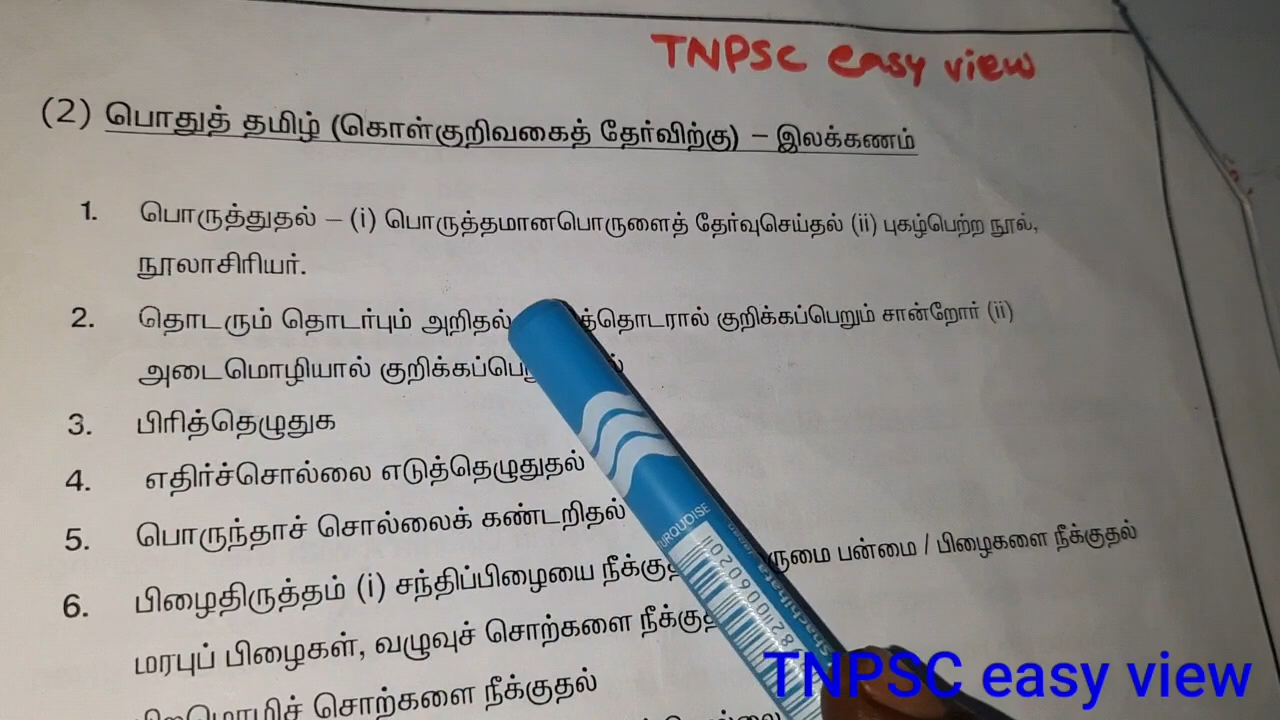 TNPSC easy view
(2) பொதுத் தமிழ் (கொள்குறிவகைத் தேர்விற்கு) – இலக்கணம்
1. பொருத்துதல் – (i) பொருத்தமானபொருளைத் தேர்வுசெய்தல் (ii) புகழ்பெற்ற நூல்,
நூலாசிரியர்.
2. தொடரும் தொடர்பும் அறிதல் குறிக்கப்பெறும் சான்றோர் (ii)
அடைமொழியால்
3. பிரித்தெழுதுக
4. எதிர்ச்சொல்லை எடுத்தெழுதுதல்
5. பொருந்தாச் சொல்லைக் கண்டறிதல்
6. பிழைதிருத்தம் (i) சந்திப்பிழையை பன்மை / பிழைகளை நீக்குதல்
மரபுப் பிழைகள், வழுவுச் சொற்களை
சொற்களை நீக்குதல்
TURQUOISE
TNPSC easy view